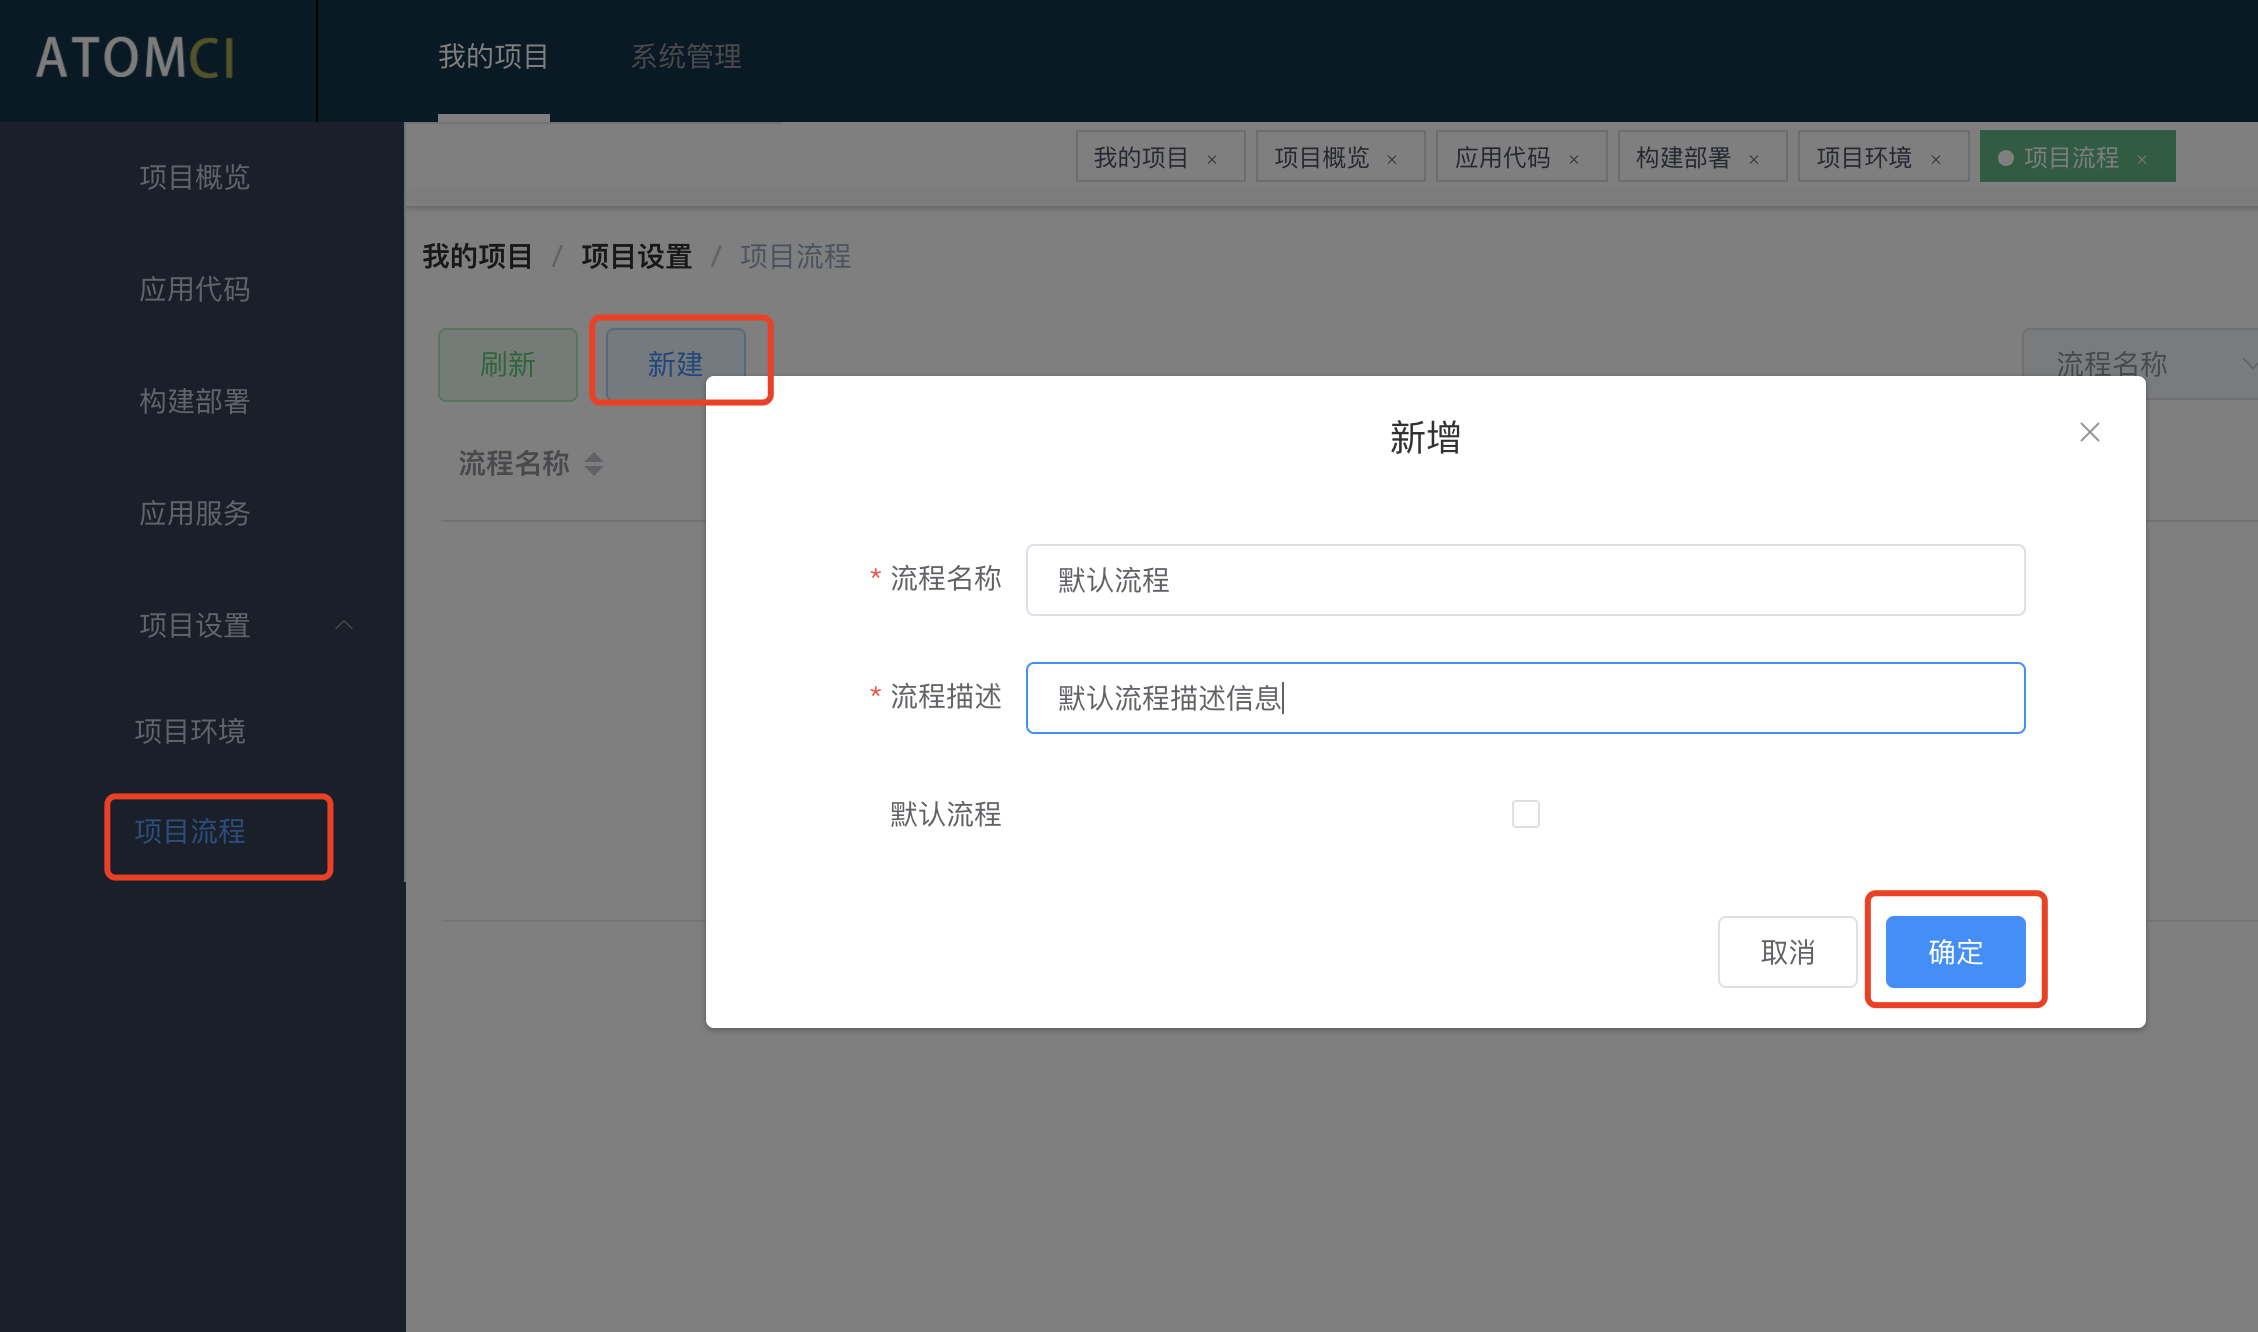 ATOMCI
我的项目 系统管理
我的项目 × 项目概览 × 应用代码 × 构建部署 × 项目环境 × 项目流程 ×
项目概览
应用代码
构建部署
应用服务
项目设置
项目环境
项目流程
我的项目 / 项目设置 / 项目流程
刷新 新建 流程名称
流程名称
新增
* 流程名称 默认流程
* 流程描述 默认流程描述信息
默认流程
取消 确定